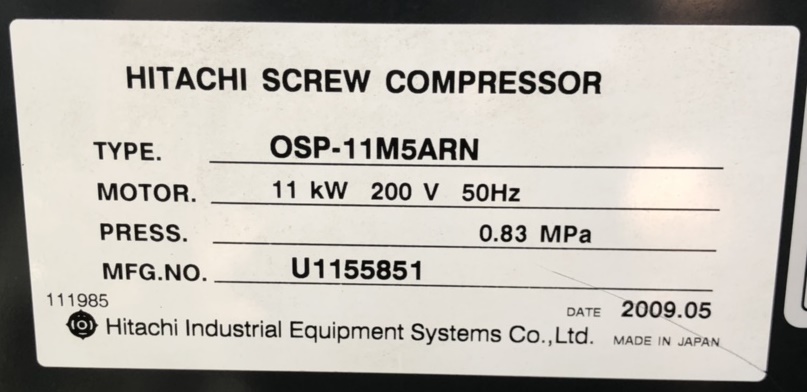 HITACHI SCREW COMPRESSOR
TYPE. OSP-11M5ARN
MOTOR. 11 kW 200 V 50Hz
PRESS. 0.83 MPa
MFG.NO. U1155851
111985
DATE 2009.05
Hitachi Industrial Equipment Systems Co.,Ltd. MADE IN JAPAN